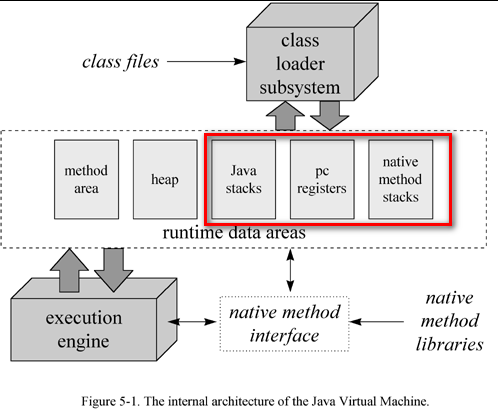 class
loader
subsystem
class files
method
area
heap
Java
stacks
pc
registers
native
method
stacks
runtime data areas
execution
engine
native method
interface
native
method
libraries
Figure 5-1. The internal architecture of the Java Virtual Machine.